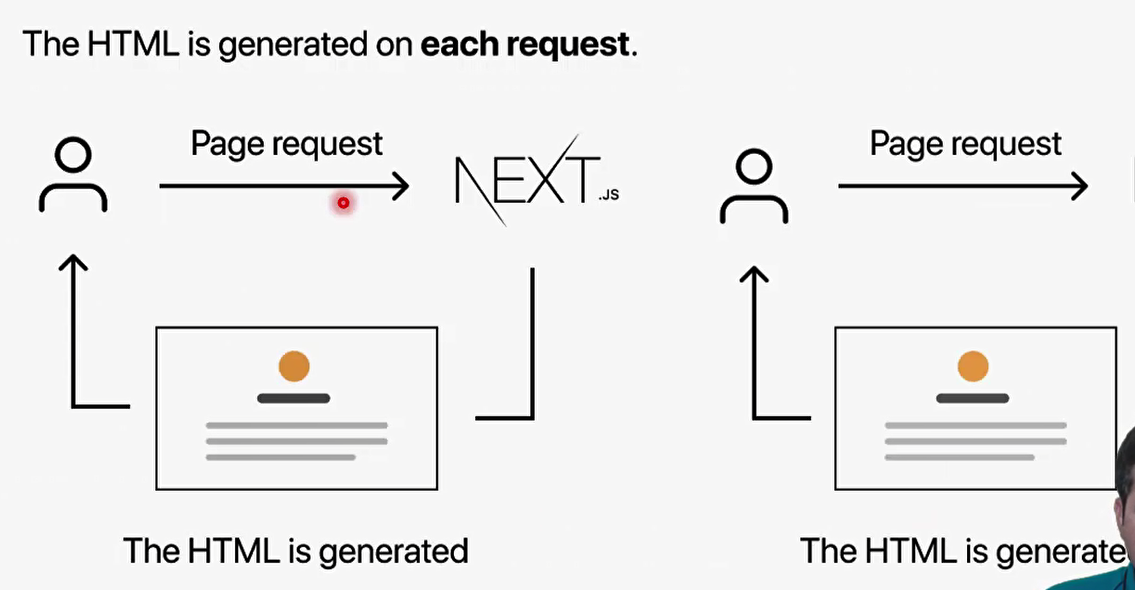 The HTML is generated on each request.
Page request
NEXT.JS
Page request
The HTML is generated
The HTML is generate